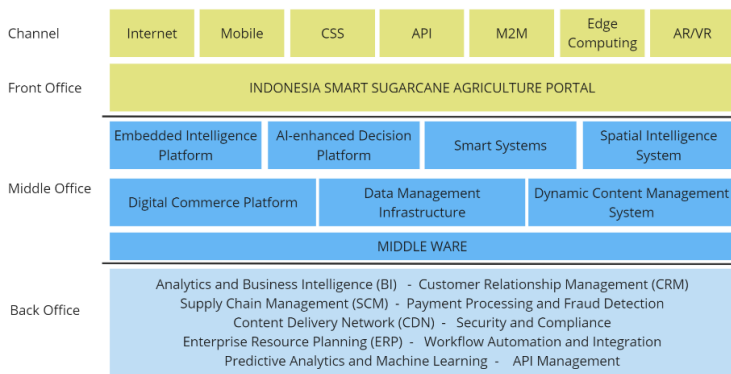 Channel
Internet
Mobile
CSS
API
M2M
Edge
Computing
AR/VR
Front Office
INDONESIA SMART SUGARCANE AGRICULTURE PORTAL
Embedded Intelligence
Platform
AI-enhanced Decision
Platform
Smart Systems
Spatial Intelligence
System
Middle Office
Digital Commerce Platform
Data Management
Infrastructure
Dynamic Content Management
System
MIDDLE WARE
Back Office
Analytics and Business Intelligence (BI) - Customer Relationship Management (CRM)
Supply Chain Management (SCM) - Payment Processing and Fraud Detection
Content Delivery Network (CDN) - Security and Compliance
Enterprise Resource Planning (ERP) - Workflow Automation and Integration
Predictive Analytics and Machine Learning - API Management